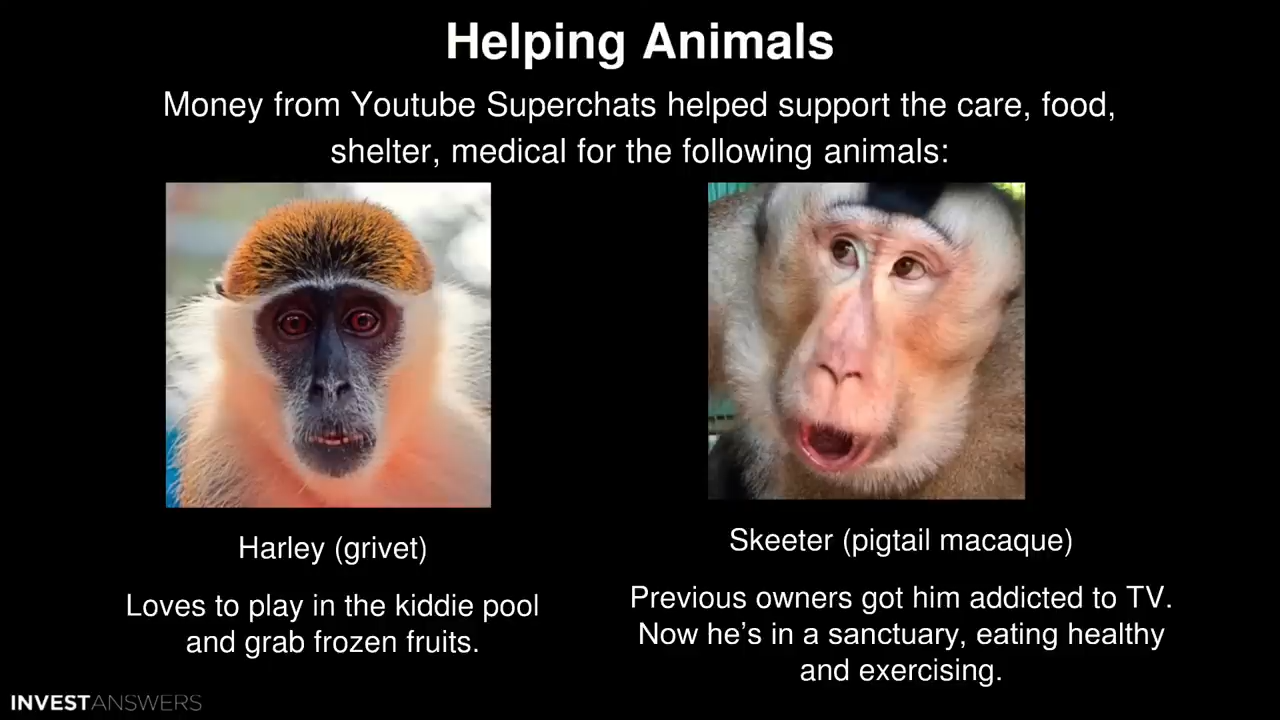 Helping Animals
Money from Youtube Superchats helped support the care, food,
shelter, medical for the following animals:
Harley (grivet)
Loves to play in the kiddie pool
and grab frozen fruits.
Skeeter (pigtail macaque)
Previous owners got him addicted to TV.
Now he’s in a sanctuary, eating healthy
and exercising.
INVESTANSWERS